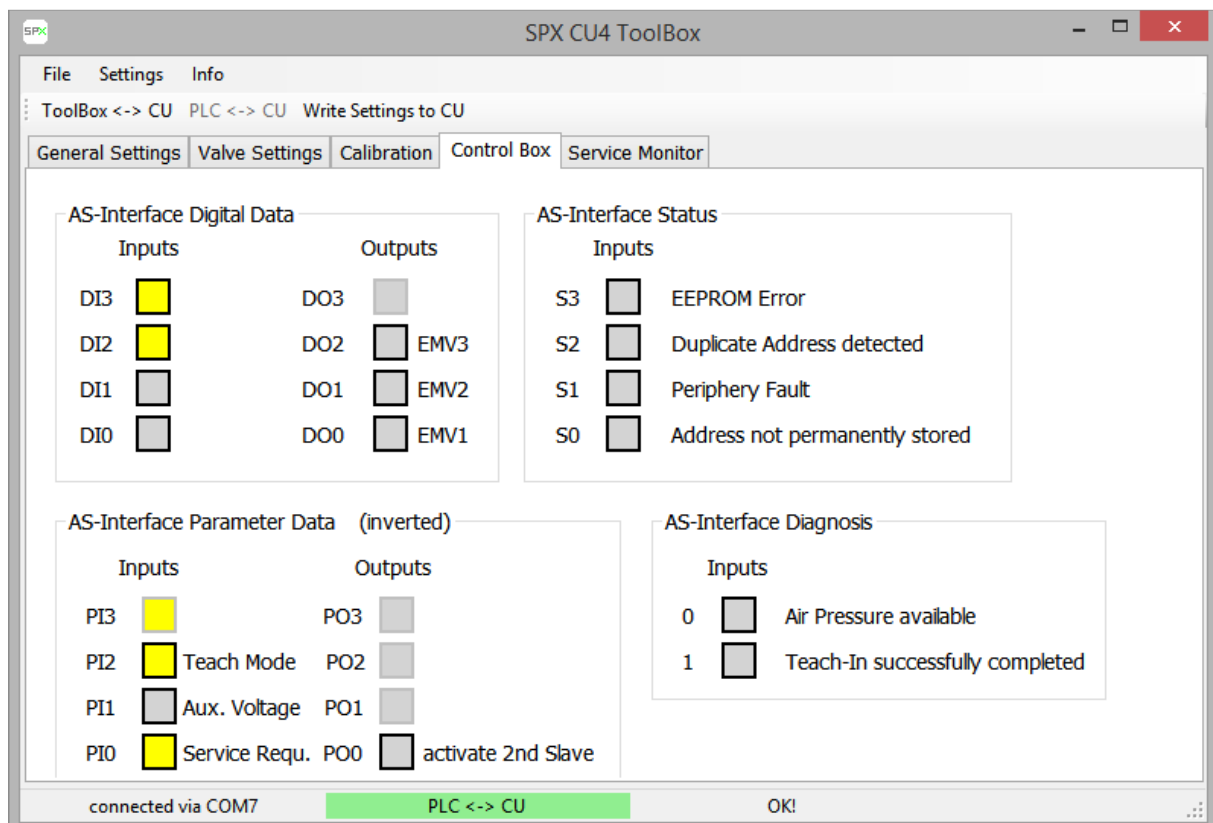 SPX
SPX CU4 ToolBox
File Settings Info
ToolBox <-> CU PLC <-> CU Write Settings to CU
General Settings Valve Settings Calibration Control Box Service Monitor
AS-Interface Digital Data
Inputs Outputs
DI3 DO3
DI2 DO2 EMV3
DI1 DO1 EMV2
DI0 DO0 EMV1
AS-Interface Status
Inputs
S3 EEPROM Error
S2 Duplicate Address detected
S1 Periphery Fault
S0 Address not permanently stored
AS-Interface Parameter Data (inverted)
Inputs Outputs
PI3 PO3
PI2 Teach Mode PO2
PI1 Aux. Voltage PO1
PI0 Service Requ. PO0 activate 2nd Slave
AS-Interface Diagnosis
Inputs
0 Air Pressure available
1 Teach-In successfully completed
connected via COM7 PLC <-> CU OK!